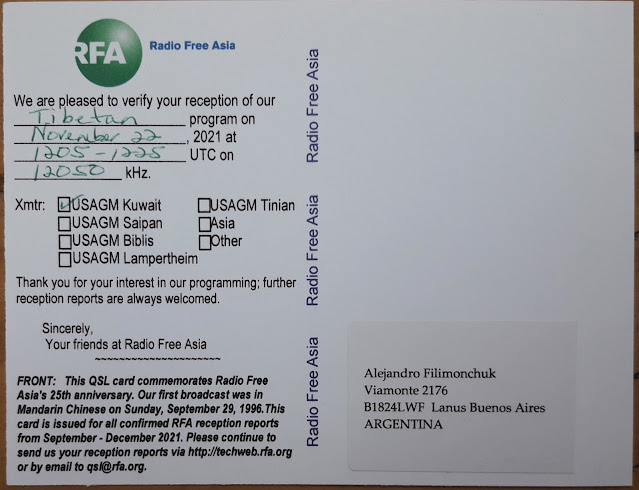 RFA Radio Free Asia
We are pleased to verify your reception of our
Tibetan program on
November 22, 2021 at
1205-1225 UTC on
12050 kHz.
Xmtr: USAGM Kuwait USAGM Tinian
USAGM Saipan Asia
USAGM Biblis Other
USAGM Lampertheim
Thank you for your interest in our programming; further
reception reports are always welcomed.
Sincerely,
Your friends at Radio Free Asia
~~~~~~~~~~~~~~~~~~~~~
FRONT: This QSL card commemorates Radio Free
Asia's 25th anniversary. Our first broadcast was in
Mandarin Chinese on Sunday, September 29, 1996.This
card is issued for all confirmed RFA reception reports
from September - December 2021. Please continue to
send us your reception reports via http://techweb.rfa.org
or by email to qsl@rfa.org.
Radio Free Asia
Radio Free Asia
Radio Free Asia
Alejandro Filimonchuk
Viamonte 2176
B1824LWF Lanus Buenos Aires
ARGENTINA